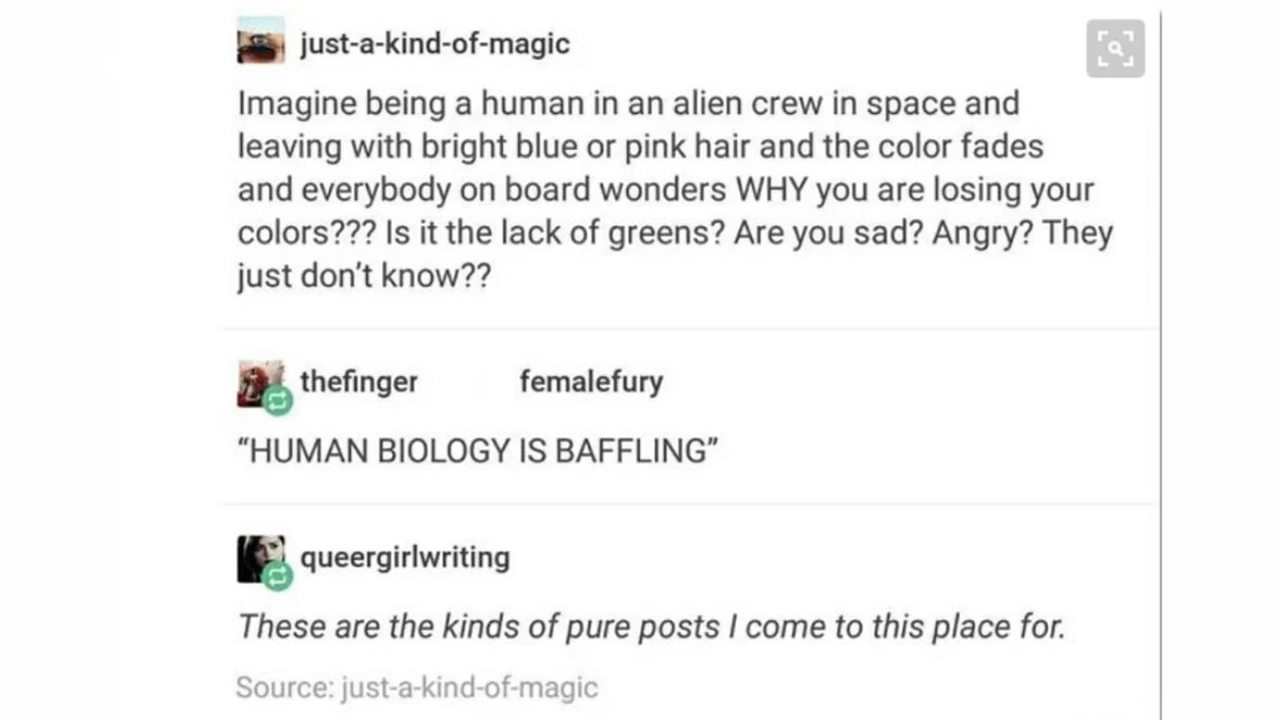 just-a-kind-of-magic
Imagine being a human in an alien crew in space and
leaving with bright blue or pink hair and the color fades
and everybody on board wonders WHY you are losing your
colors??? Is it the lack of greens? Are you sad? Angry? They
just don’t know??
thefinger femalefury
“HUMAN BIOLOGY IS BAFFLING”
queergirlwriting
These are the kinds of pure posts I come to this place for.
Source: just-a-kind-of-magic